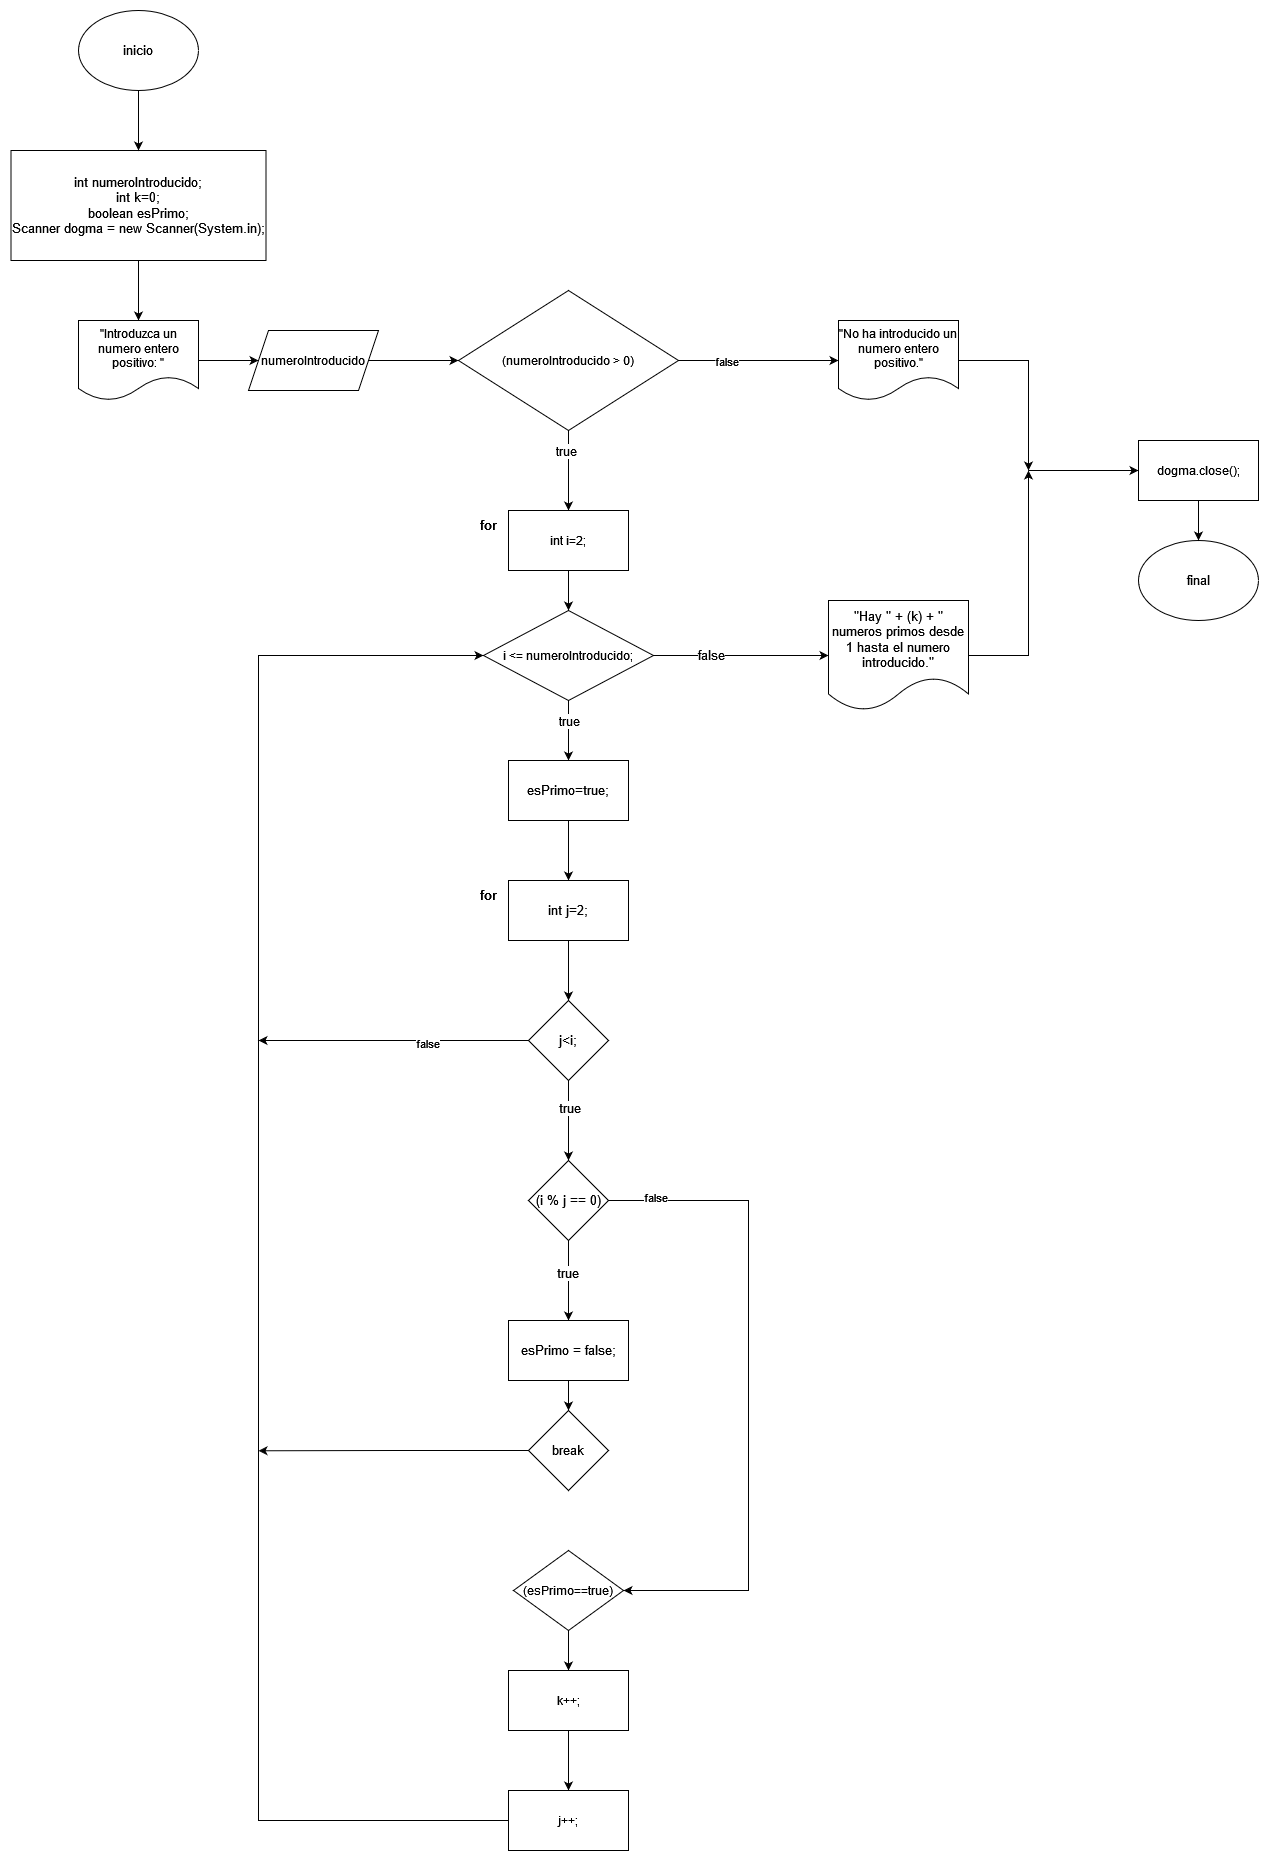 inicio
int numeroIntroducido;
int k=0;
boolean esPrimo;
Scanner dogma = new Scanner(System.in);
"Introduzca un
numero entero
positivo: "
numeroIntroducido
(numeroIntroducido > 0)
false
"No ha introducido un
numero entero
positivo."
true
dogma.close();
for
int i=2;
final
i <= numeroIntroducido;
false
"Hay " + (k) + "
numeros primos desde
1 hasta el numero
introducido."
true
esPrimo=true;
for
int j=2;
j<i;
false
true
(i % j == 0)
false
true
esPrimo = false;
break
(esPrimo==true)
k++;
j++;